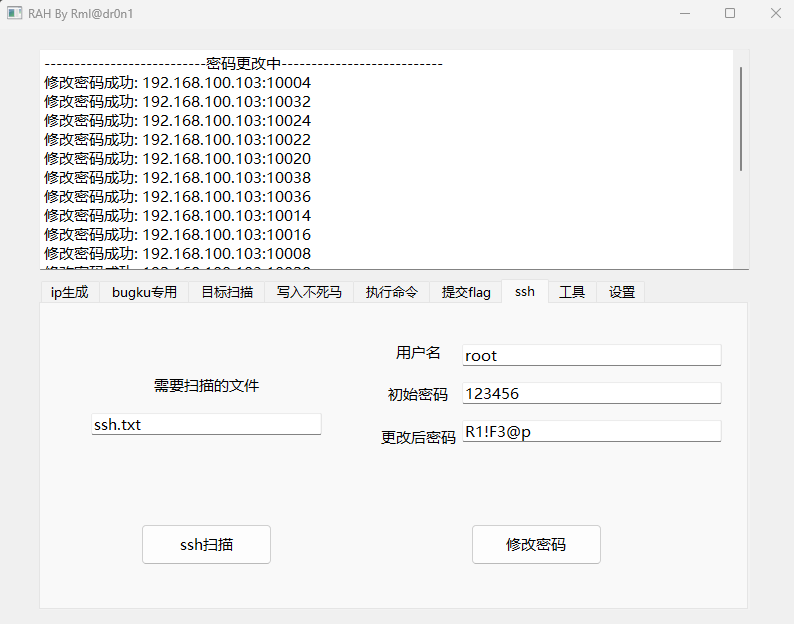 RAH By Rml@dr0n1
---------------------------密码更改中---------------------------
修改密码成功: 192.168.100.103:10004
修改密码成功: 192.168.100.103:10032
修改密码成功: 192.168.100.103:10024
修改密码成功: 192.168.100.103:10022
修改密码成功: 192.168.100.103:10020
修改密码成功: 192.168.100.103:10038
修改密码成功: 192.168.100.103:10036
修改密码成功: 192.168.100.103:10014
修改密码成功: 192.168.100.103:10016
修改密码成功: 192.168.100.103:10008
ip生成 bugku专用 目标扫描 写入不死马 执行命令 提交flag ssh 工具 设置
用户名 root
需要扫描的文件
初始密码 123456
ssh.txt
更改后密码 R1!F3@p
ssh扫描 修改密码